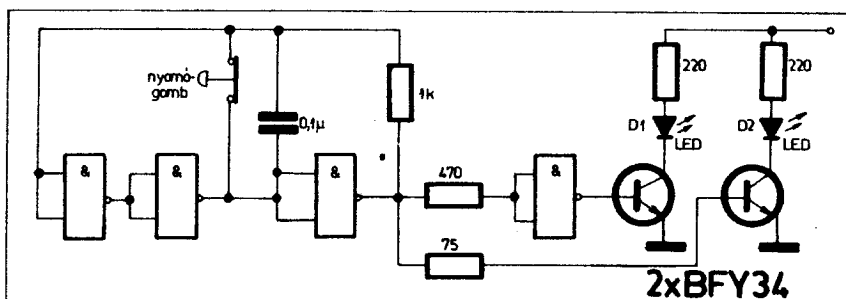 nyomó-
gomb
0,1µ
1k
220
220
D1
LED
D2
LED
&
&
&
470
&
75
2xBFY34